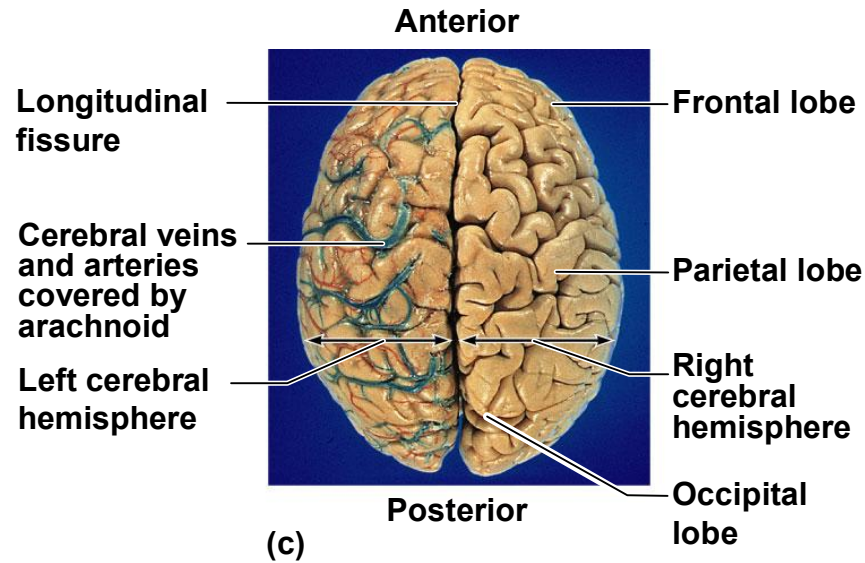 Anterior
Longitudinal
fissure
Cerebral veins
and arteries
covered by
arachnoid
Left cerebral
hemisphere
Frontal lobe
Parietal lobe
Right
cerebral
hemisphere
Occipital
lobe
Posterior
(c)